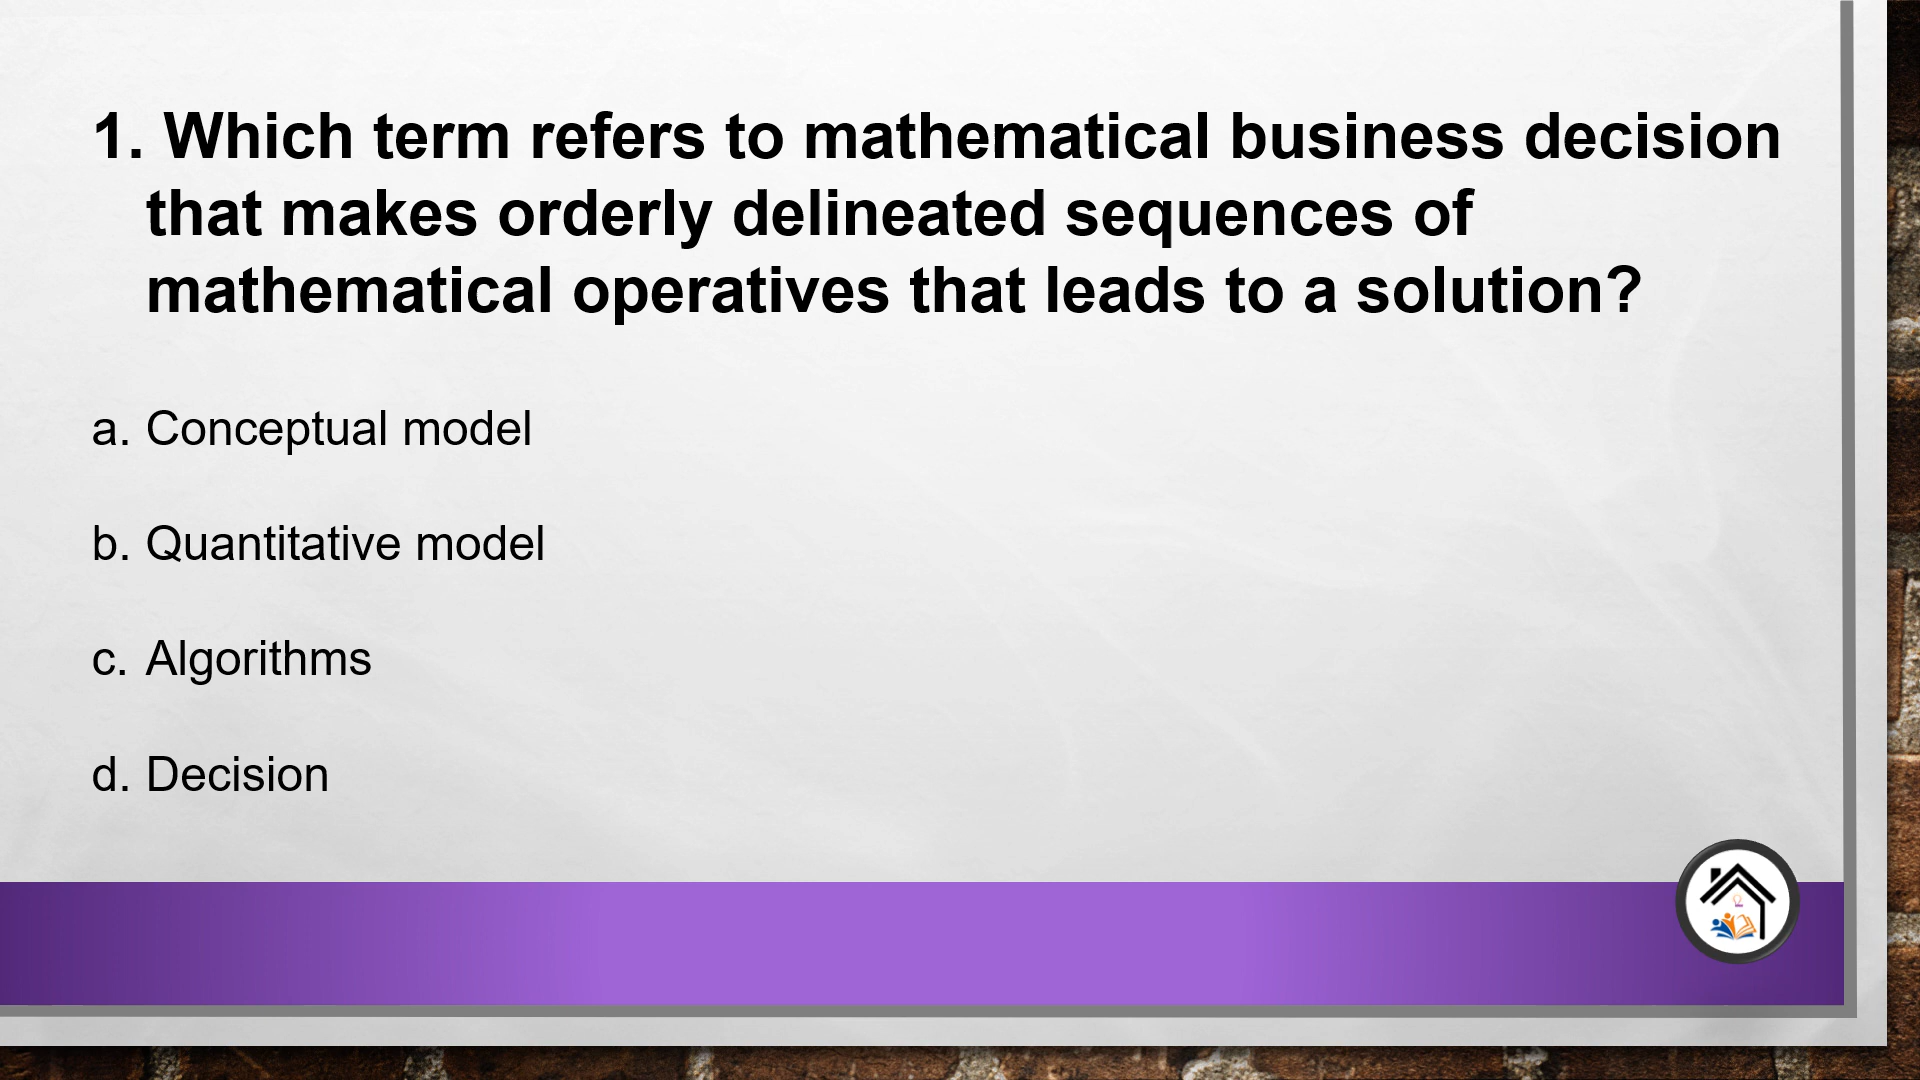 1. Which term refers to mathematical business decision
that makes orderly delineated sequences of
mathematical operatives that leads to a solution?
a. Conceptual model
b. Quantitative model
c. Algorithms
d. Decision